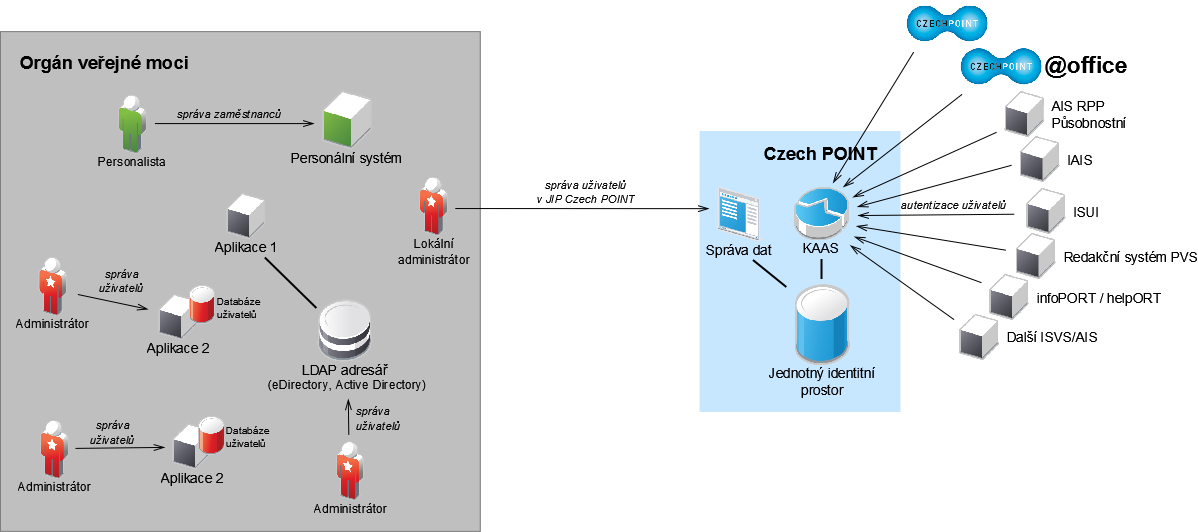 Orgán veřejné moci
Personalista
správa zaměstnanců
Personální systém
Aplikace 1
Lokální
administrátor
Administrátor
správa
uživatelů
Databáze
uživatelů
Aplikace 2
LDAP adresář
(eDirectory, Active Directory)
správa
uživatelů
Administrátor
Administrátor
správa
uživatelů
Databáze
uživatelů
Aplikace 2
správa uživatelů
v JIP Czech POINT
Czech POINT
Správa dat
KAAS
Jednotný identitní
prostor
autentizace uživatelů
CZECHPOINT
CZECHPOINT
@office
AIS RPP
Působnostní
IAIS
ISUI
Redakční systém PVS
infoPORT / helpORT
Další ISVS/AIS